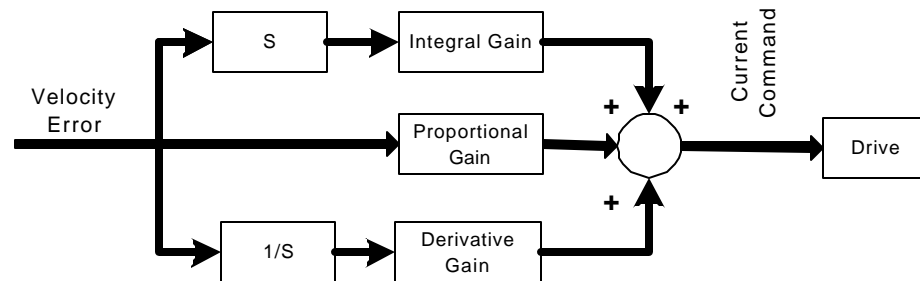 S
Integral Gain
Velocity
Error
Proportional
Gain
+
+
+
Current
Command
Drive
1/S
Derivative
Gain